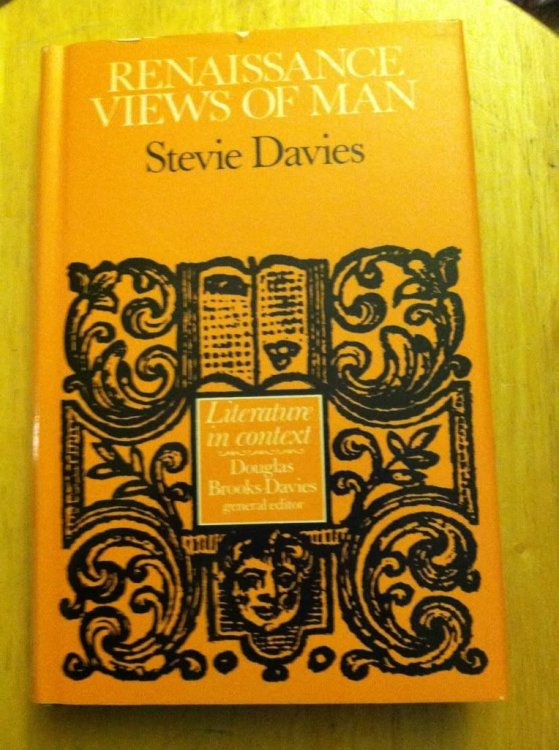 RENAISSANCE
VIEWS OF MAN
Stevie Davies
Literature
in context
Douglas
Brooks-Davies
general editor